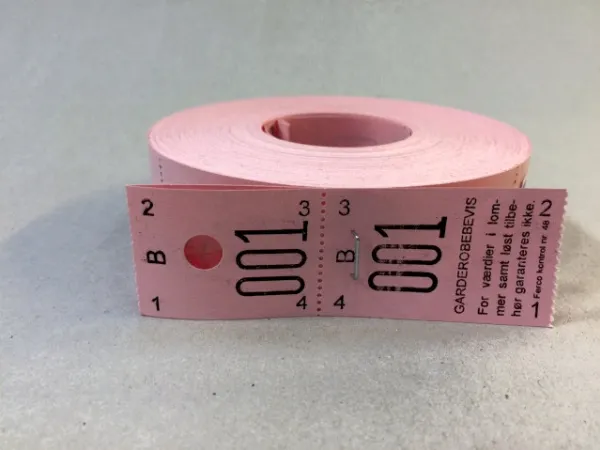 2 3
B 001
1 4
3
B 001
4
GARDEROBEBEVIS
For værdier i lom-
mer samt løst tilbe-
hør garanteres ikke.
Ferco kontrol nr. 48
2
1